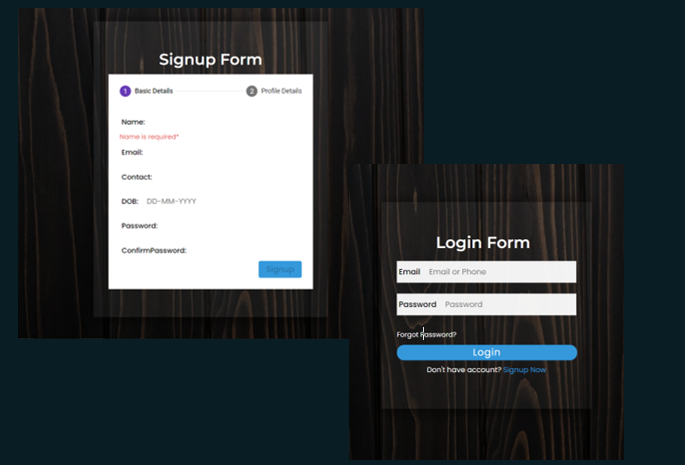 Signup Form
1 Basic Details 2 Profile Details
Name:
Name is required*
Email:
Contact:
DOB: DD-MM-YYYY
Password:
ConfirmPassword:
Signup
Login Form
Email Email or Phone
Password Password
Forgot Password?
Login
Don't have account? Signup Now